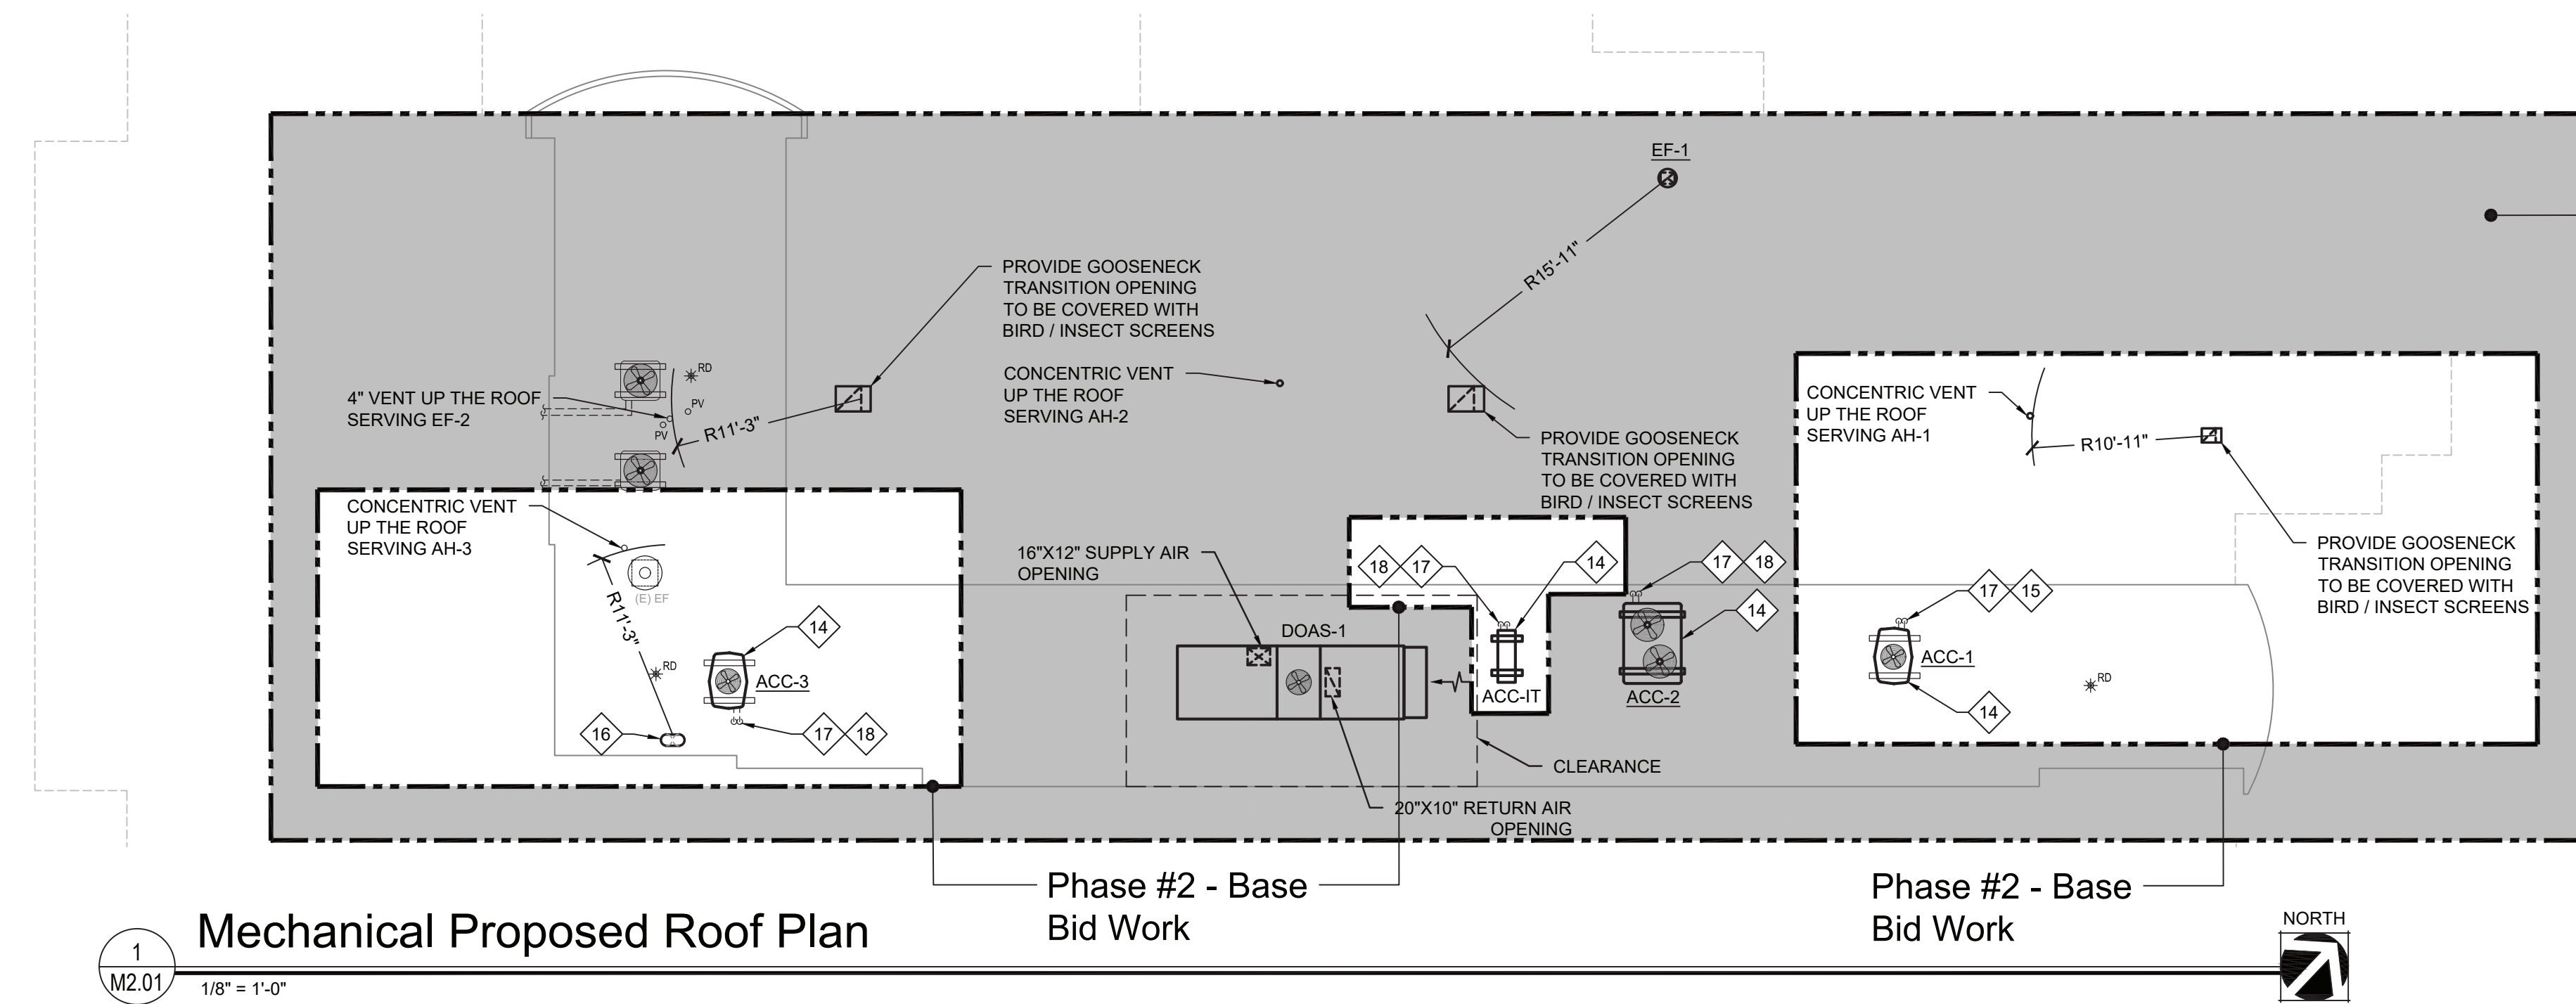 EF-1
R15'-11"
PROVIDE GOOSENECK
TRANSITION OPENING
TO BE COVERED WITH
BIRD / INSECT SCREENS
CONCENTRIC VENT
UP THE ROOF
SERVING AH-2
RD
PV
PV
4" VENT UP THE ROOF
SERVING EF-2
R11'-3"
PROVIDE GOOSENECK
TRANSITION OPENING
TO BE COVERED WITH
BIRD / INSECT SCREENS
CONCENTRIC VENT
UP THE ROOF
SERVING AH-1
R10'-11"
PROVIDE GOOSENECK
TRANSITION OPENING
TO BE COVERED WITH
BIRD / INSECT SCREENS
CONCENTRIC VENT
UP THE ROOF
SERVING AH-3
(E) EF
R11'-3"
14
RD
ACC-3
16
17 18
16"X12" SUPPLY AIR
OPENING
DOAS-1
18 17
14
ACC-IT
17 18
14
ACC-2
17 15
ACC-1
RD
14
CLEARANCE
20"X10" RETURN AIR
OPENING
Phase #2 - Base
Bid Work
Phase #2 - Base
Bid Work
1
M2.01
Mechanical Proposed Roof Plan
1/8" = 1'-0"
NORTH